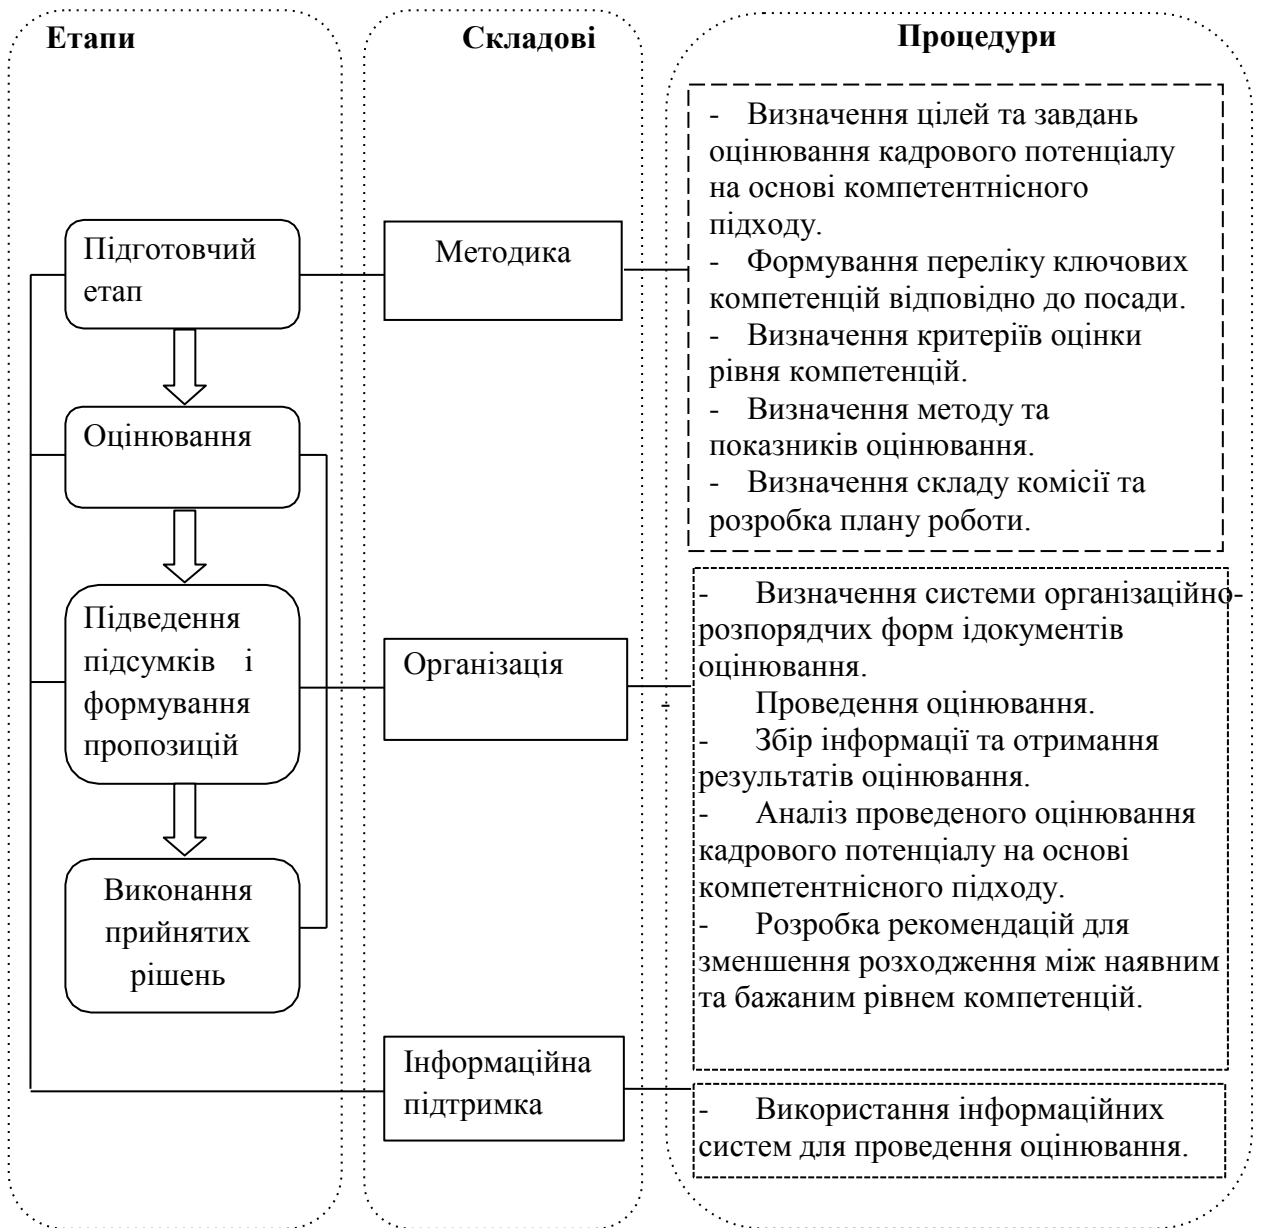 Етапи
Складові
Процедури
Підготовчий
етап
Оцінювання
Підведення
підсумків і
формування
пропозицій
Виконання
прийнятих
рішень
Методика
Організація
Інформаційна
підтримка
- Визначення цілей та завдань
оцінювання кадрового потенціалу
на основі компетентнісного
підходу.
- Формування переліку ключових
компетенцій відповідно до посади.
- Визначення критеріїв оцінки
рівня компетенцій.
- Визначення методу та
показників оцінювання.
- Визначення складу комісії та
розробка плану роботи.
- Визначення системи організаційно-
розпорядчих форм ідокументів
оцінювання.
- Проведення оцінювання.
- Збір інформації та отримання
результатів оцінювання.
- Аналіз проведеного оцінювання
кадрового потенціалу на основі
компетентнісного підходу.
- Розробка рекомендацій для
зменшення розходження між наявним
та бажаним рівнем компетенцій.
- Використання інформаційних
систем для проведення оцінювання.